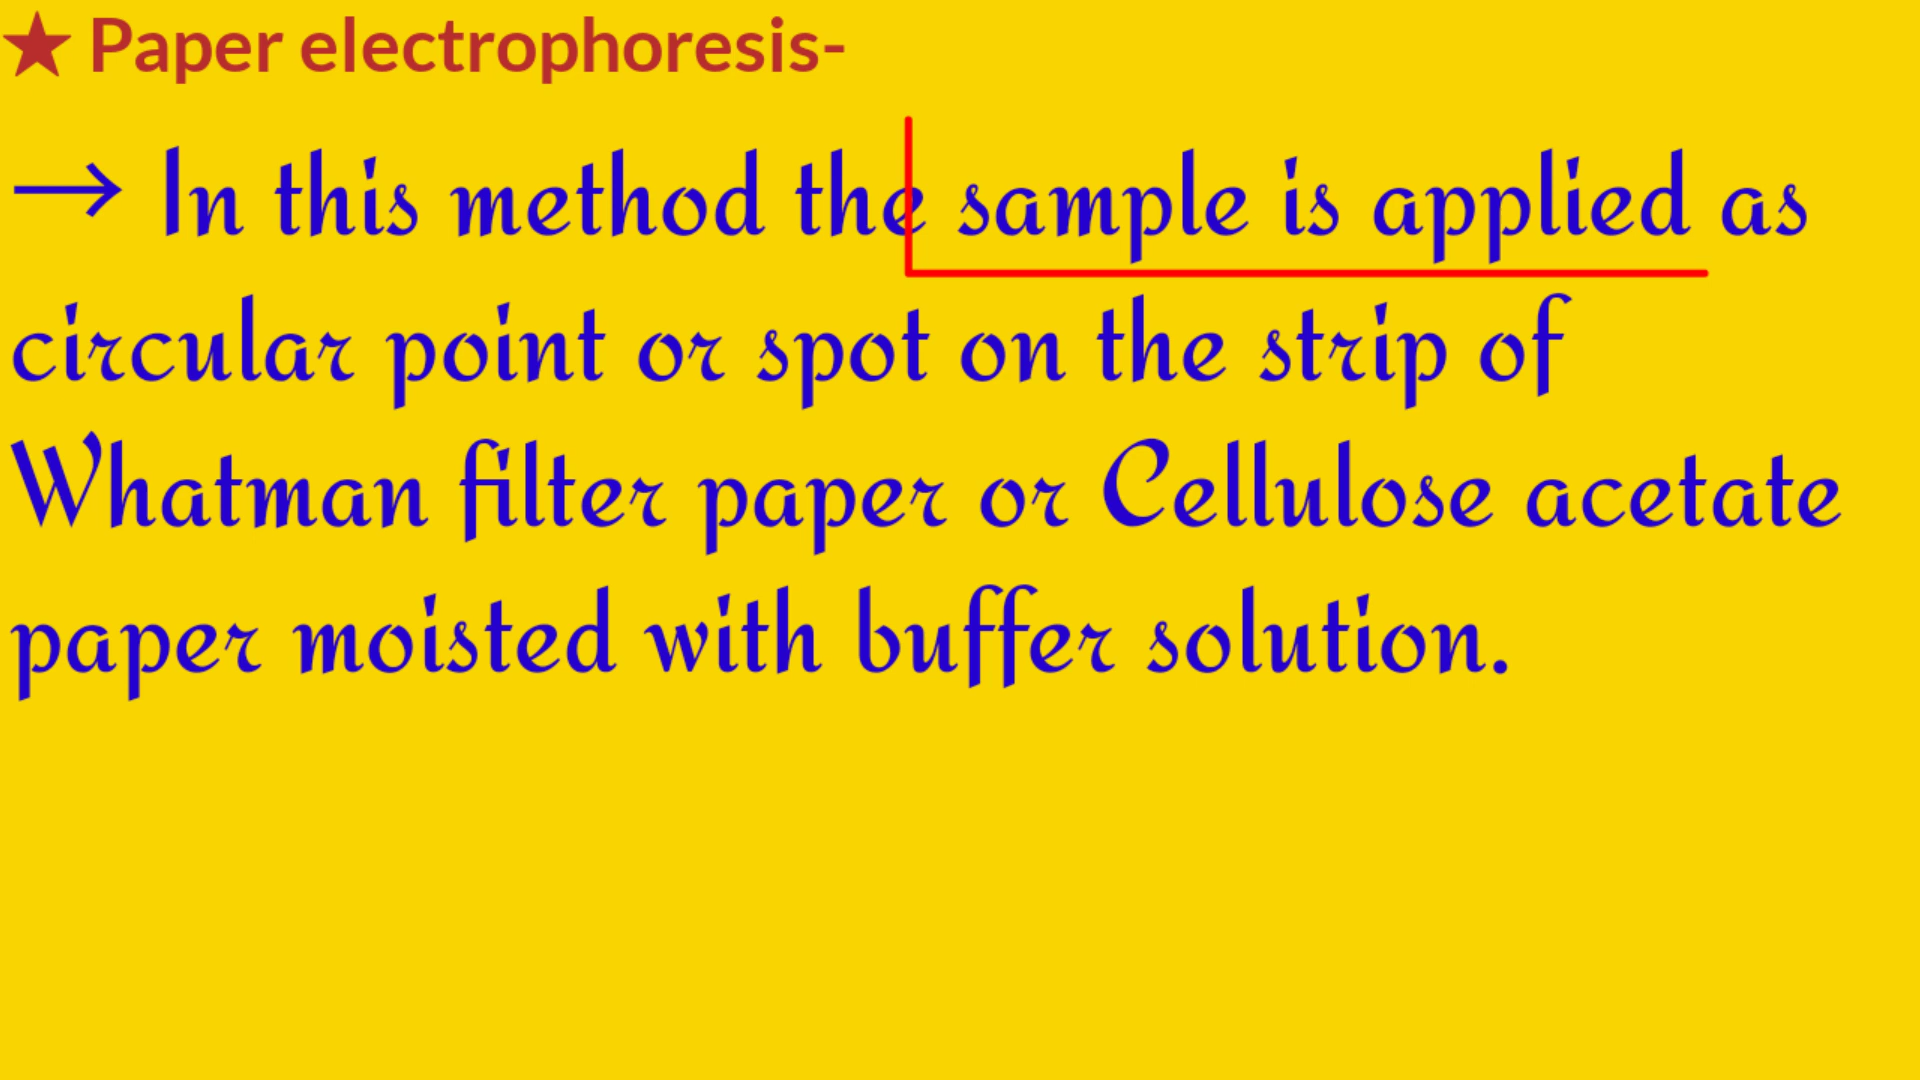 ★ Paper electrophoresis-
→ In this method the sample is applied as
circular point or spot on the strip of
Whatman filter paper or Cellulose acetate
paper moisted with buffer solution.